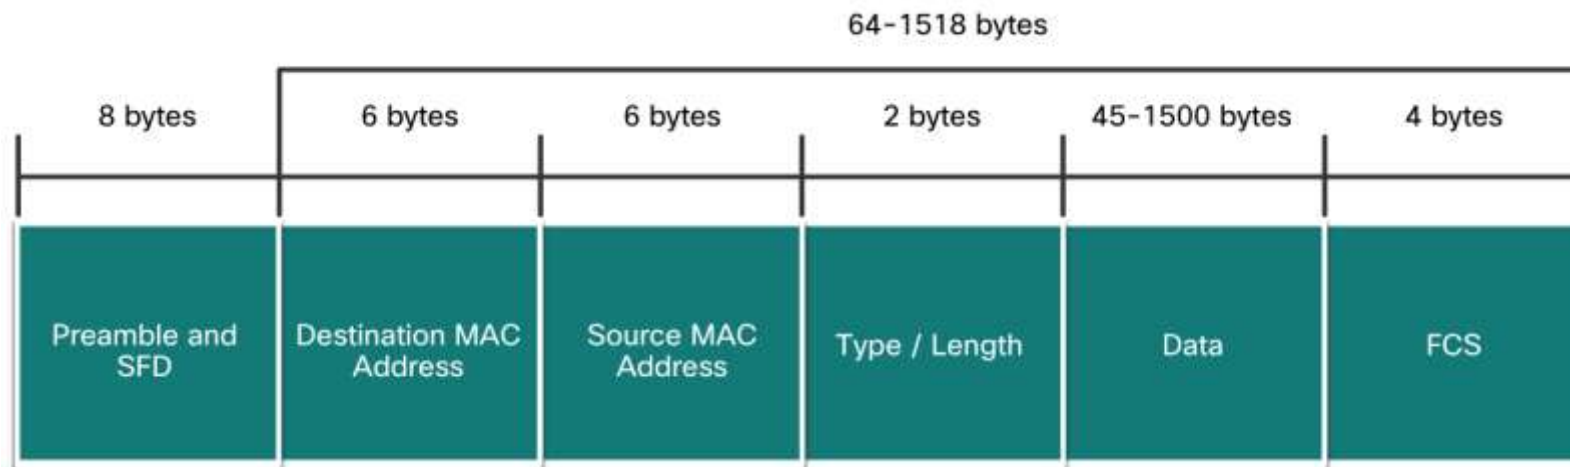 64-1518 bytes
8 bytes
6 bytes
6 bytes
2 bytes
45-1500 bytes
4 bytes
Preamble and
SFD
Destination MAC
Address
Source MAC
Address
Type / Length
Data
FCS